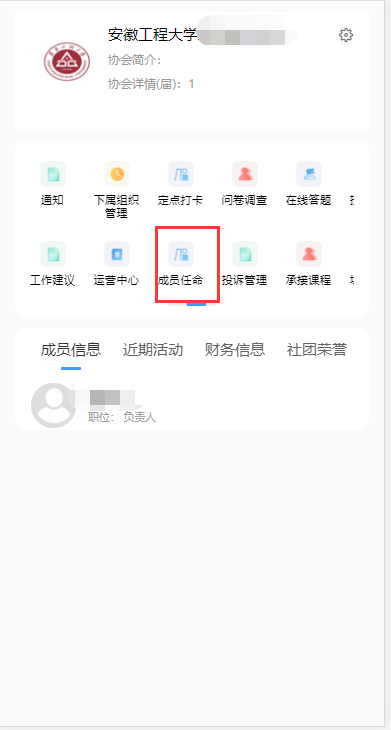 安徽工程大学
协会简介：
协会详情(届)：1
通知
下属组织管理
定点打卡
问卷调查
在线答题
工作建议
运营中心
成员任命
投诉管理
承接课程
成员信息 近期活动 财务信息 社团荣誉
职位： 负责人